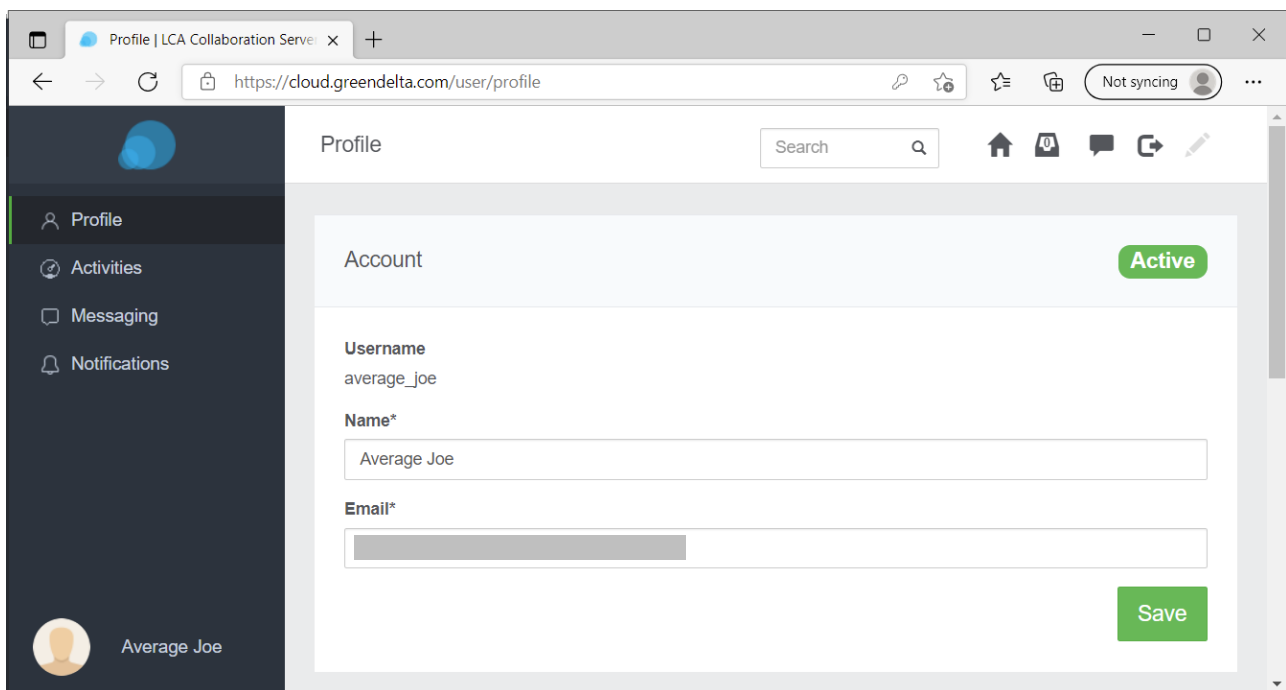 Profile | LCA Collaboration Serve
https://cloud.greendelta.com/user/profile
Not syncing
Profile
Search
0
Profile
Activities
Messaging
Notifications
Account
Active
Username
average_joe
Name*
Average Joe
Email*
Save
Average Joe